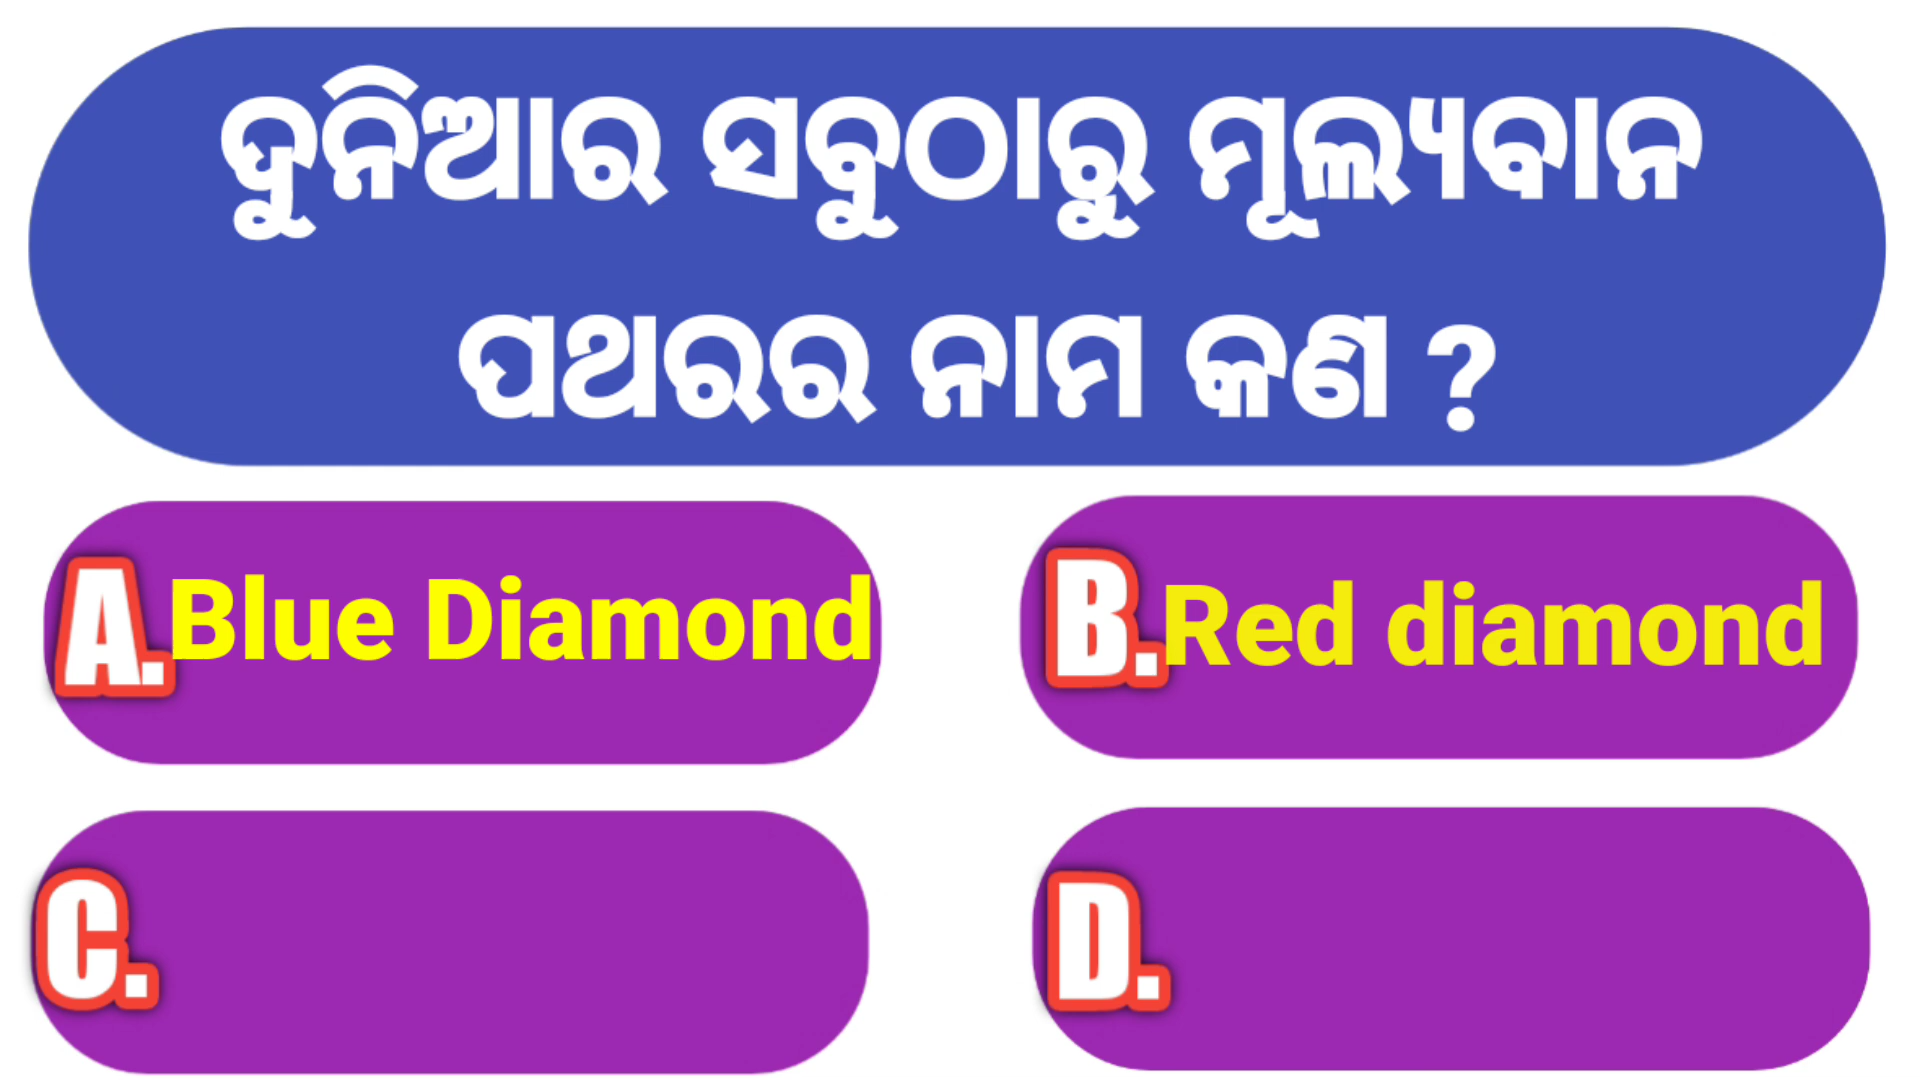 ଦୁନିଆର ସବୁଠାରୁ ମୂଲ୍ୟବାନ
ପଥରର ନାମ କଣ ?
A. Blue Diamond
B. Red diamond
C.
D.